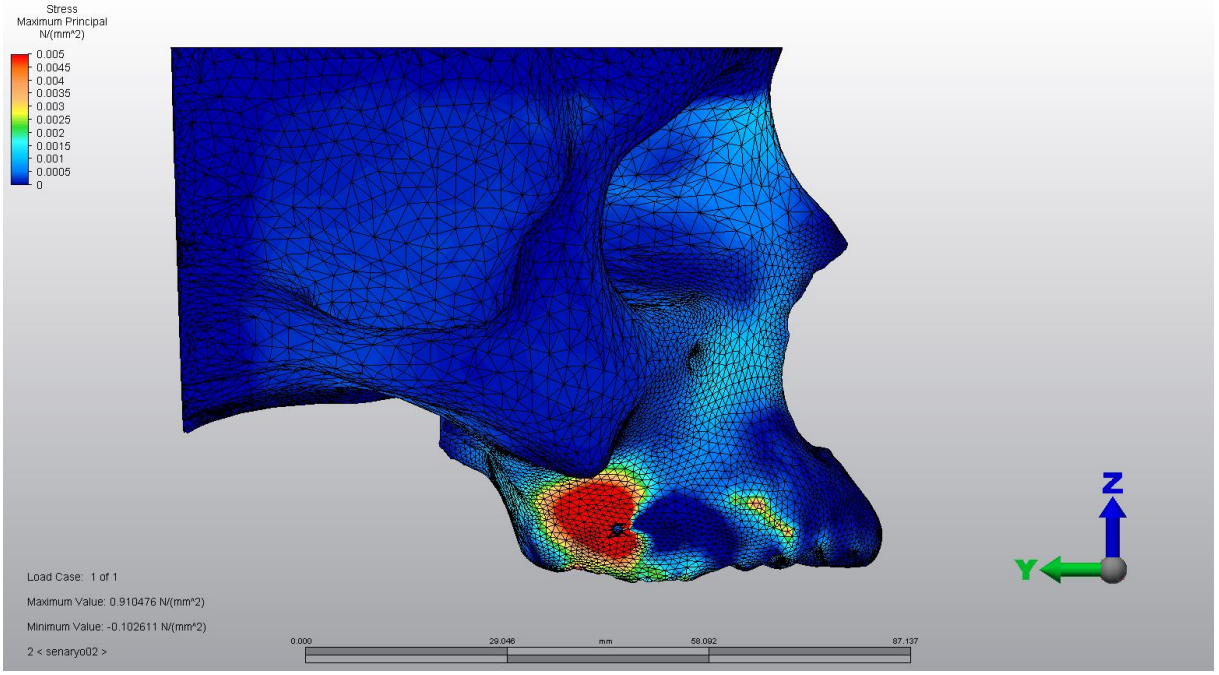 Stress
Maximum Principal
N/(mm^2)
0.005
0.0045
0.004
0.0035
0.003
0.0025
0.002
0.0015
0.001
0.0005
0
Z
Y
Load Case: 1 of 1
Maximum Value: 0.910476 N/(mm^2)
Minimum Value: -0.102611 N/(mm^2)
2 < senaryo02 >
0.000 29.046 mm 58.092 87.137